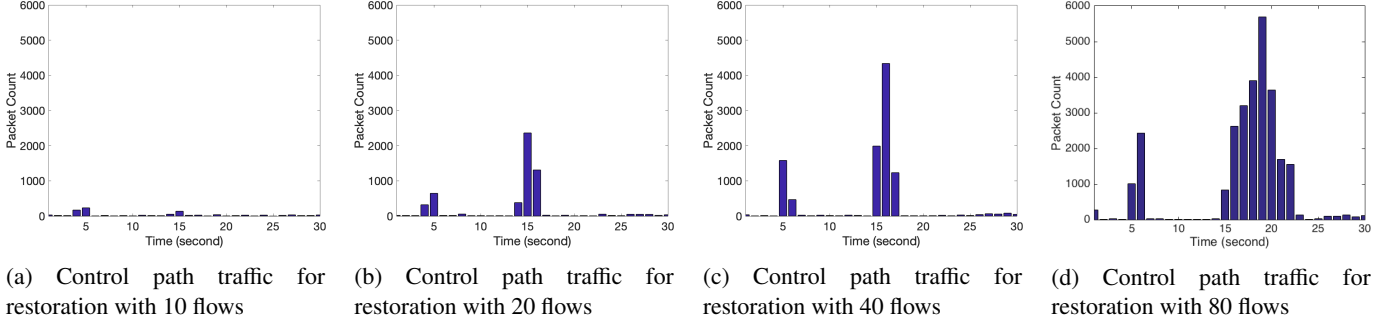 6000
5000
4000
3000
2000
1000
0
Packet Count
5 10 15 20 25 30
Time (second)
(a) Control path traffic for
restoration with 10 flows
6000
5000
4000
3000
2000
1000
0
Packet Count
5 10 15 20 25 30
Time (second)
(b) Control path traffic for
restoration with 20 flows
6000
5000
4000
3000
2000
1000
0
Packet Count
5 10 15 20 25 30
Time (second)
(c) Control path traffic for
restoration with 40 flows
6000
5000
4000
3000
2000
1000
0
Packet Count
5 10 15 20 25 30
Time (second)
(d) Control path traffic for
restoration with 80 flows